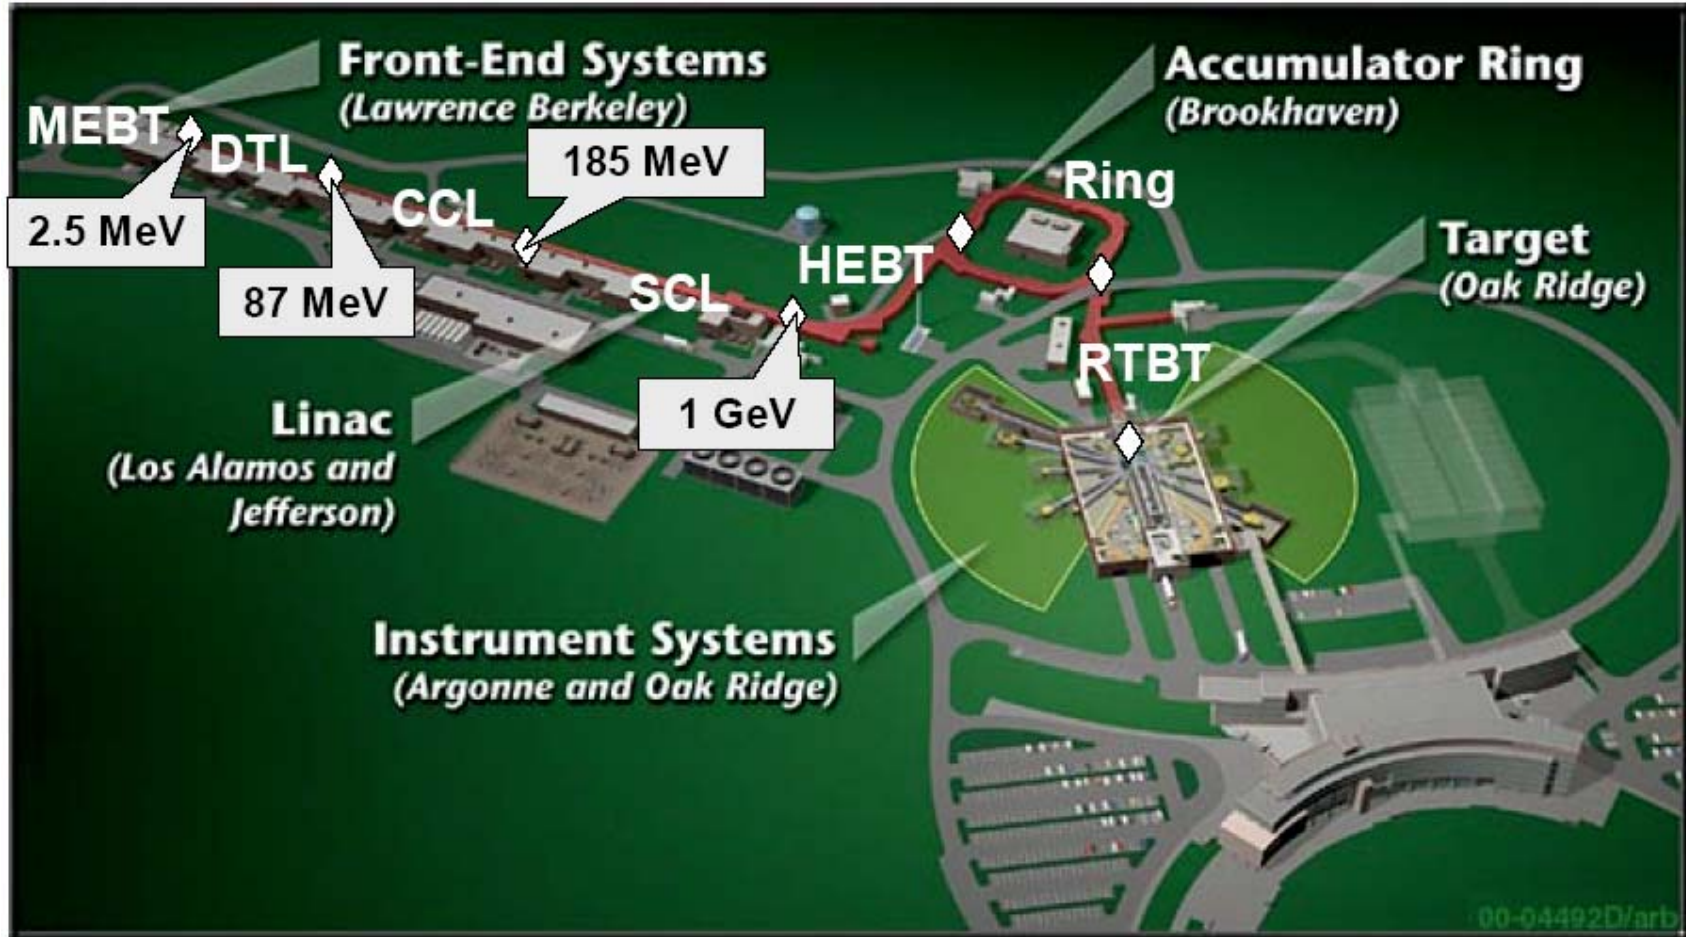 Front-End Systems
(Lawrence Berkeley)
Accumulator Ring
(Brookhaven)
MEBT
DTL
185 MeV
Ring
CCL
2.5 MeV
Target
(Oak Ridge)
HEBT
87 MeV
SCL
RTBT
1 GeV
Linac
(Los Alamos and
Jefferson)
Instrument Systems
(Argonne and Oak Ridge)
00-04492D/arb